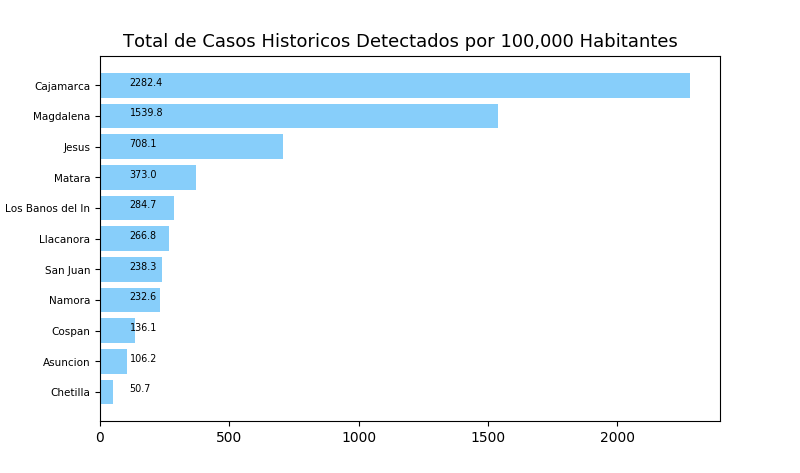 Total de Casos Historicos Detectados por 100,000 Habitantes
Cajamarca 2282.4
Magdalena 1539.8
Jesus 708.1
Matara 373.0
Los Banos del In 284.7
Llacanora 266.8
San Juan 238.3
Namora 232.6
Cospan 136.1
Asuncion 106.2
Chetilla 50.7
0 500 1000 1500 2000